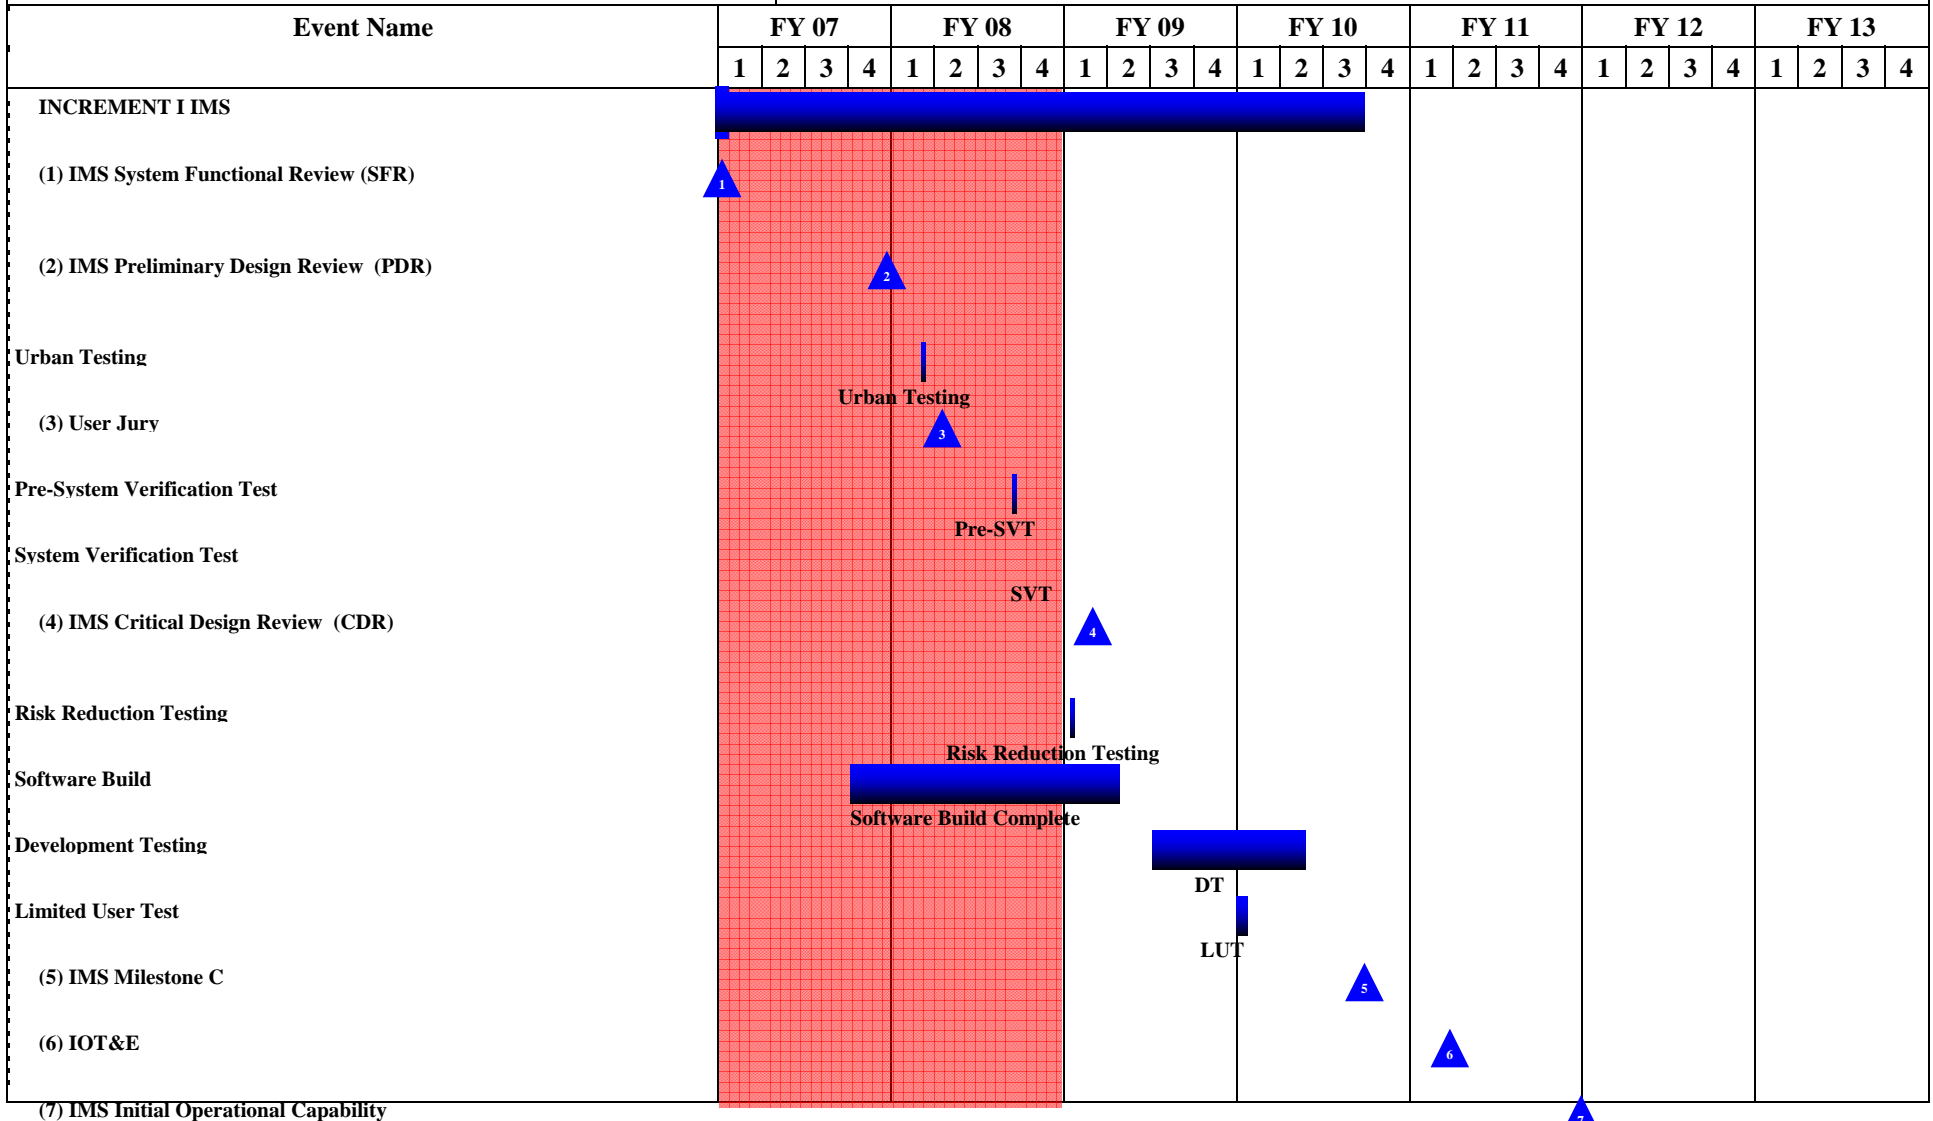 Event Name FY 07 FY 08 FY 09 FY 10 FY 11 FY 12 FY 13
1 2 3 4 1 2 3 4 1 2 3 4 1 2 3 4 1 2 3 4 1 2 3 4 1 2 3 4
INCREMENT I IMS
(1) IMS System Functional Review (SFR)
1
(2) IMS Preliminary Design Review (PDR)
2
Urban Testing
Urban Testing
(3) User Jury
3
Pre-System Verification Test
Pre-SVT
System Verification Test
SVT
(4) IMS Critical Design Review (CDR)
4
Risk Reduction Testing
Risk Reduction Testing
Software Build
Software Build Complete
Development Testing
DT
Limited User Test
LUT
(5) IMS Milestone C
5
(6) IOT&E
6
(7) IMS Initial Operational Capability
7